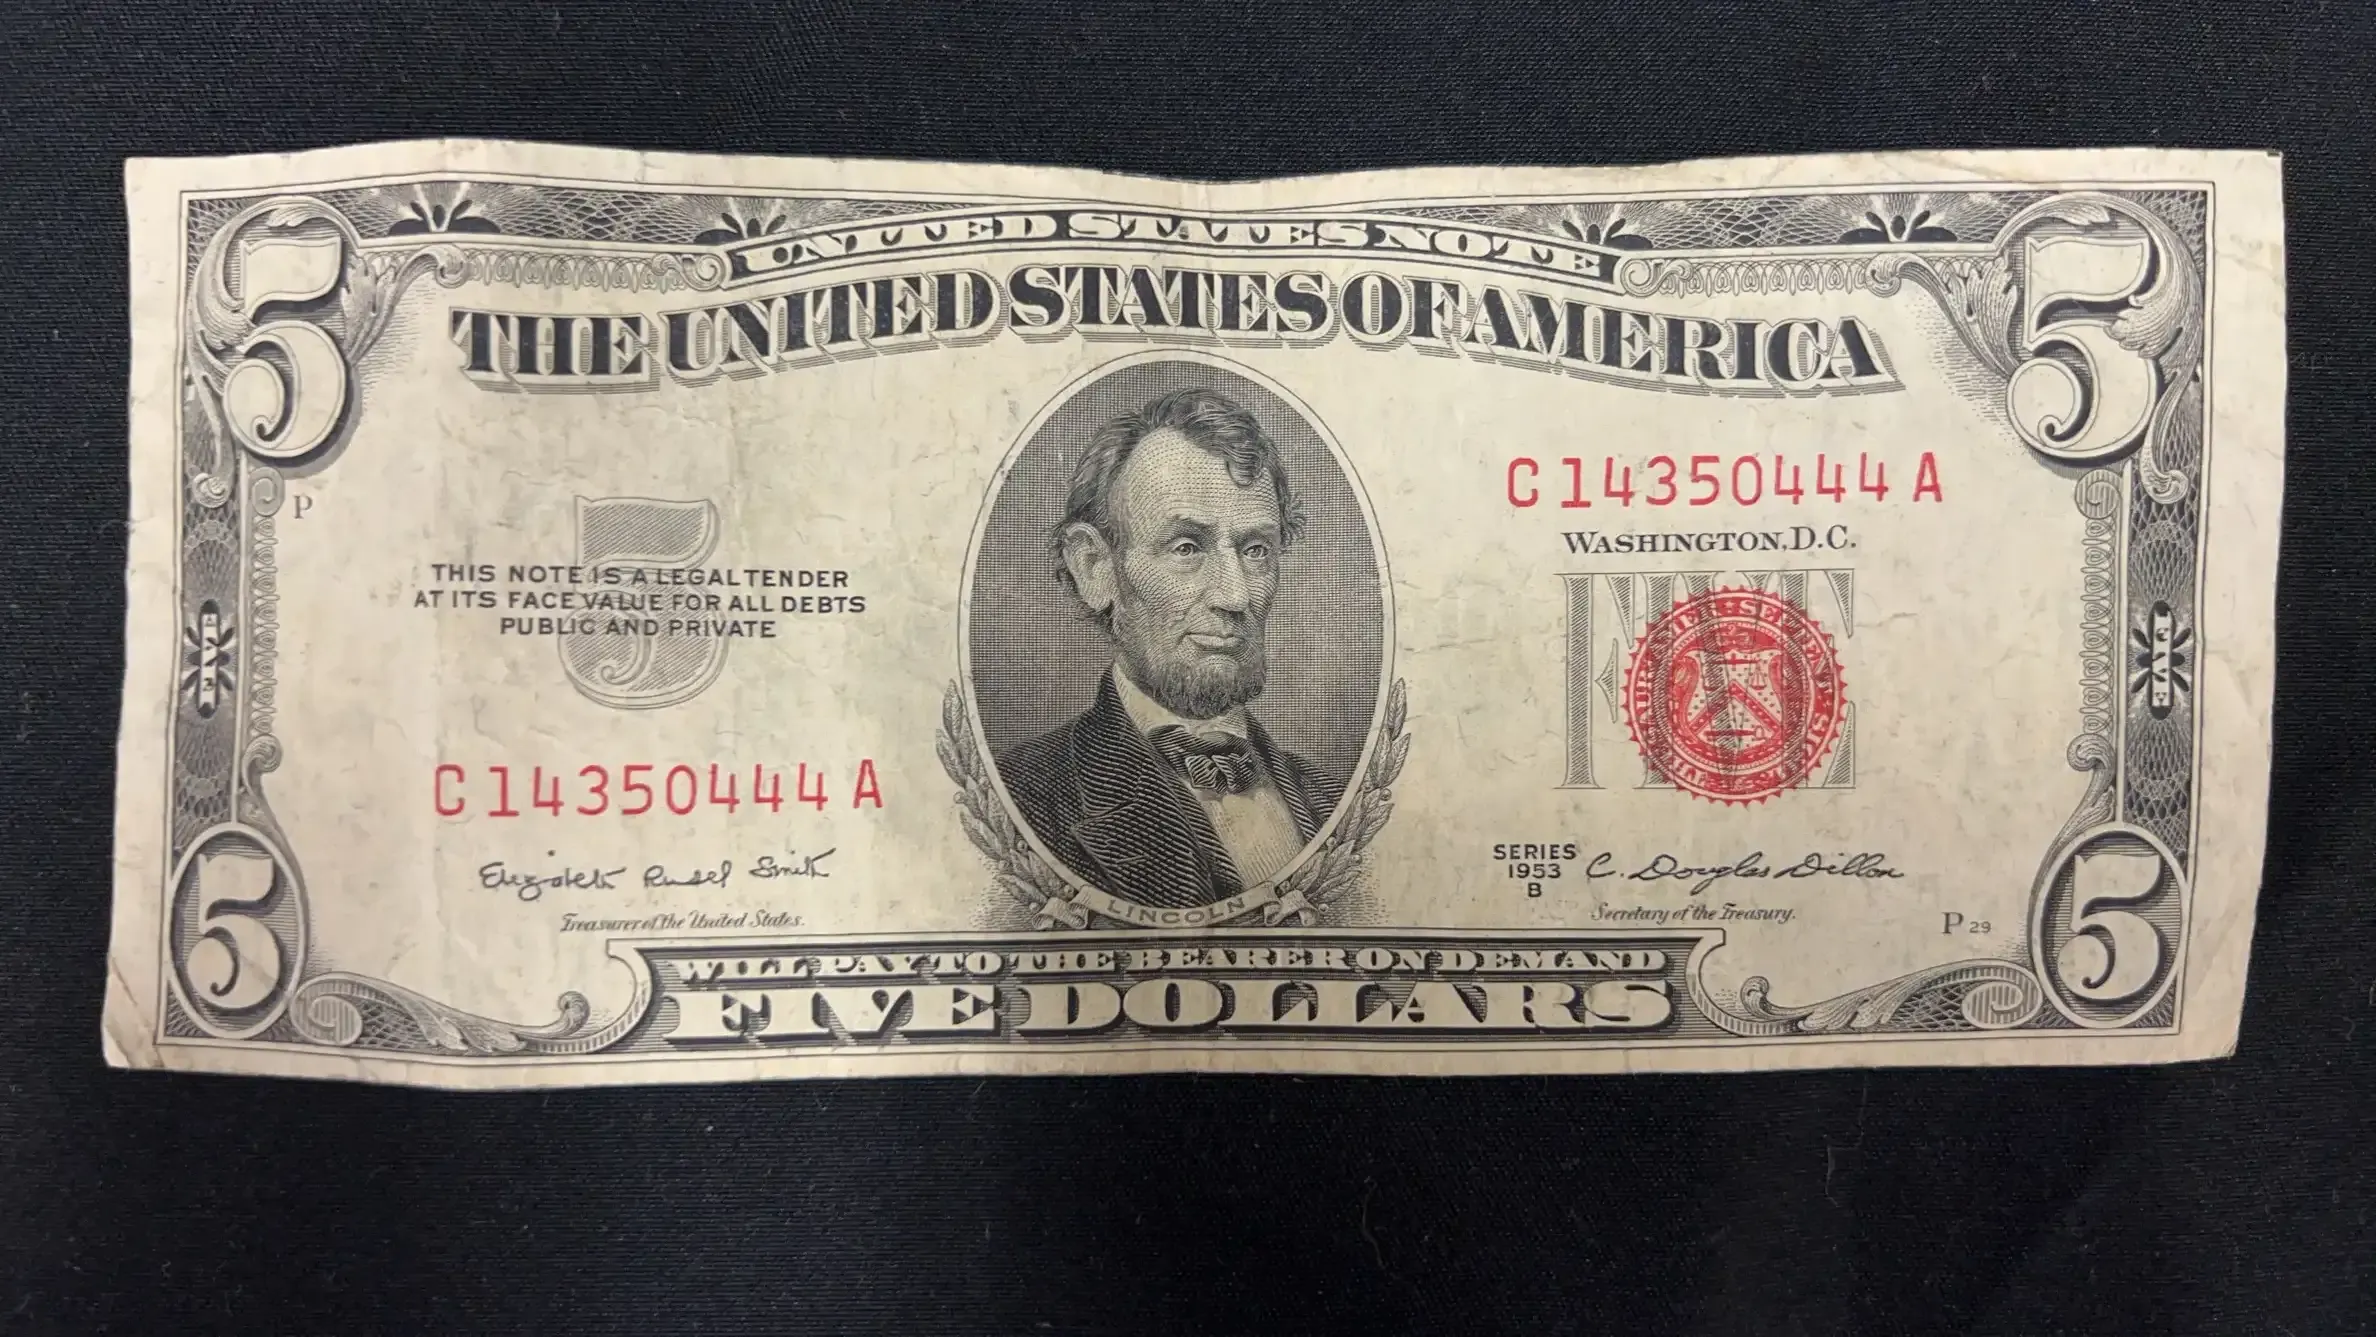 5 UNITED STATES NOTE 5
THE UNITED STATES OF AMERICA
P
C 14350444 A
WASHINGTON, D.C.
5
THIS NOTE IS A LEGAL TENDER
AT ITS FACE VALUE FOR ALL DEBTS
PUBLIC AND PRIVATE
FIVE
FIVE
FIVE
C 14350444 A
Elizabeth Rudel Smith
Treasurer of the United States.
LINCOLN
SERIES
1953
B
C. Douglas Dillon
Secretary of the Treasury.
P 29
WILL PAY TO THE BEARER ON DEMAND
5 FIVE DOLLARS 5